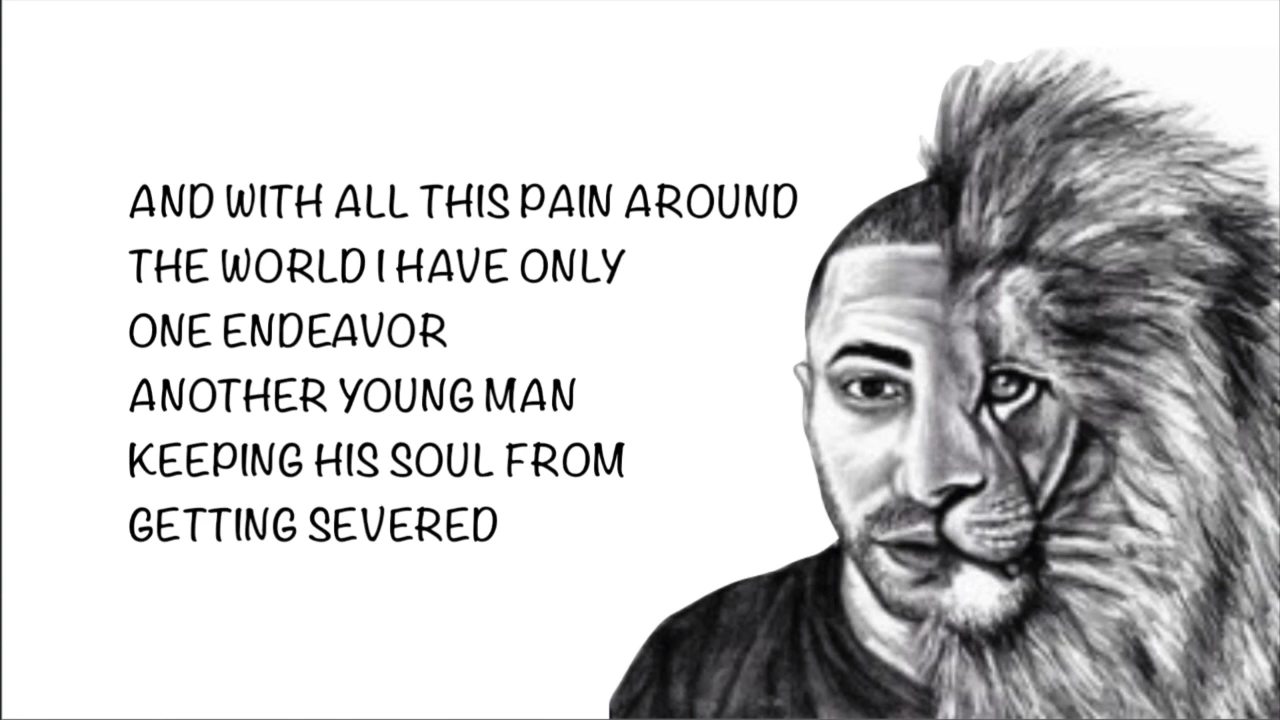 AND WITH ALL THIS PAIN AROUND
THE WORLD I HAVE ONLY
ONE ENDEAVOR
ANOTHER YOUNG MAN
KEEPING HIS SOUL FROM
GETTING SEVERED